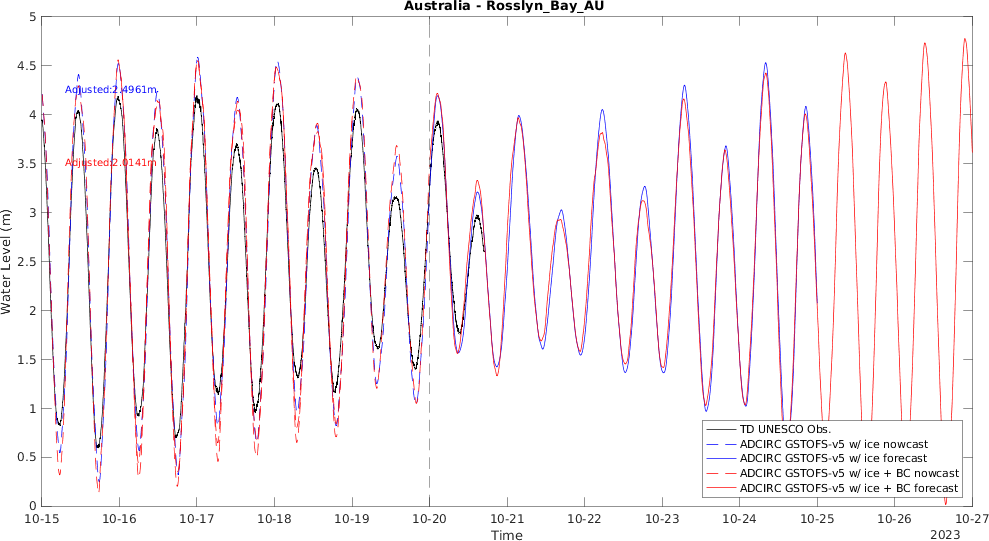 Australia - Rosslyn_Bay_AU
5
4.5
4
3.5
3
2.5
2
1.5
1
0.5
0
Water Level (m)
Adjusted:2.4961m
Adjusted:2.0141m
TD UNESCO Obs.
ADCIRC GSTOFS-v5 w/ ice nowcast
ADCIRC GSTOFS-v5 w/ ice forecast
ADCIRC GSTOFS-v5 w/ ice + BC nowcast
ADCIRC GSTOFS-v5 w/ ice + BC forecast
10-15 10-16 10-17 10-18 10-19 10-20 10-21 10-22 10-23 10-24 10-25 10-26 10-27
Time
2023